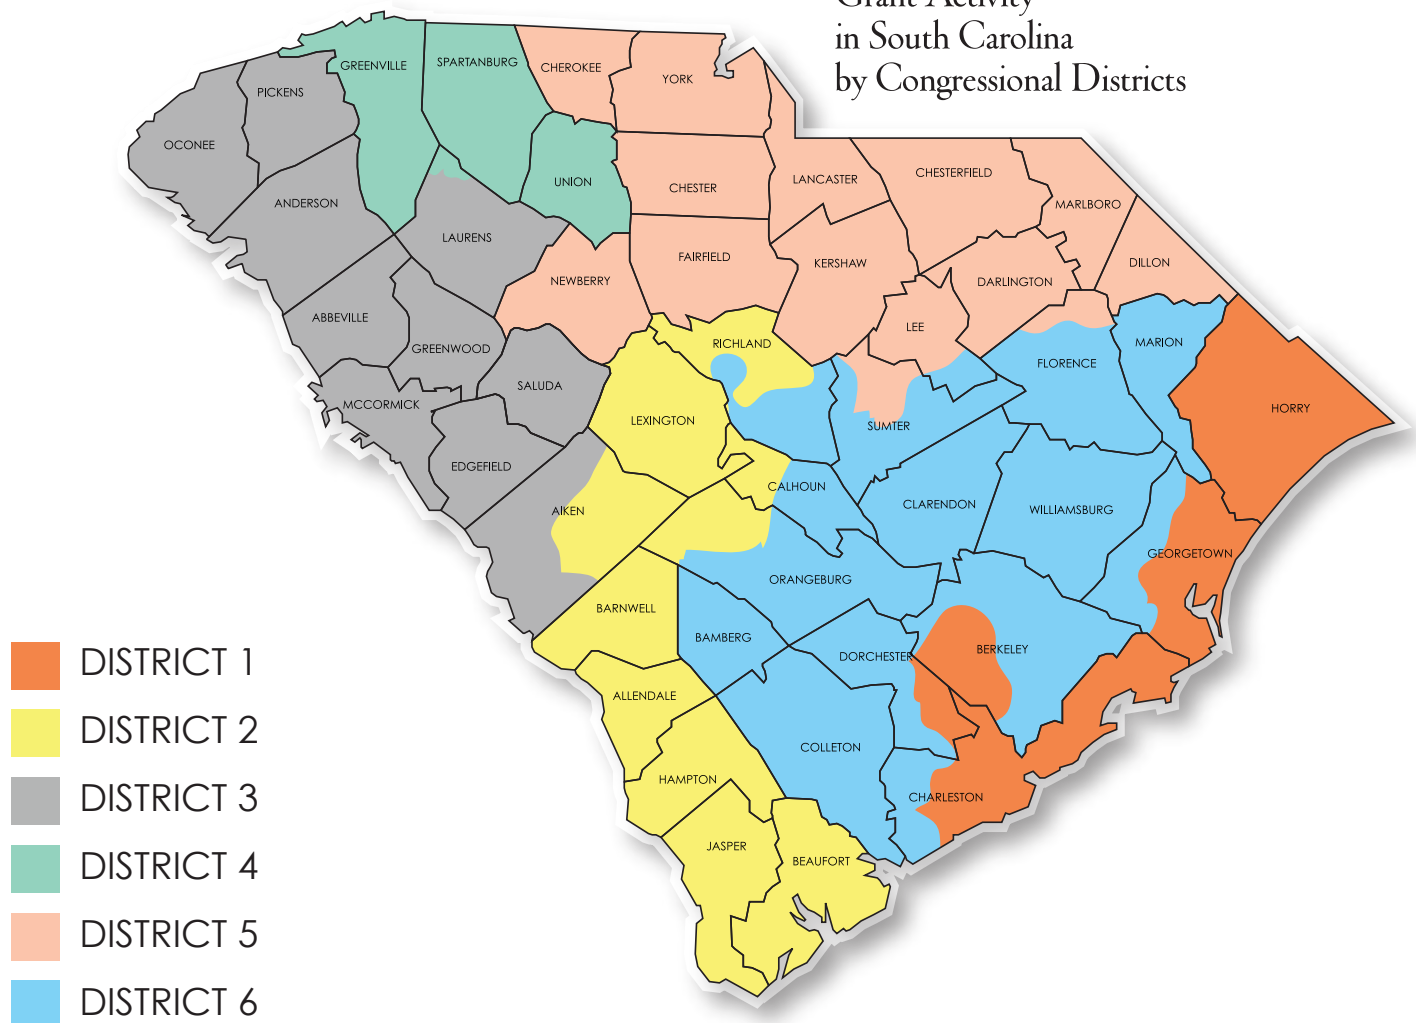 Grant Activity
in South Carolina
by Congressional Districts
GREENVILLE
SPARTANBURG
CHEROKEE
YORK
PICKENS
OCONEE
UNION
CHESTER
LANCASTER
CHESTERFIELD
MARLBORO
ANDERSON
LAURENS
NEWBERRY
FAIRFIELD
KERSHAW
DARLINGTON
DILLON
ABBEVILLE
GREENWOOD
RICHLAND
LEE
FLORENCE
MARION
SALUDA
MCCORMICK
LEXINGTON
SUMTER
HORRY
EDGEFIELD
AIKEN
CALHOUN
CLARENDON
WILLIAMSBURG
GEORGETOWN
ORANGEBURG
BARNWELL
BAMBERG
DORCHESTER
BERKELEY
ALLENDALE
COLLETON
HAMPTON
CHARLESTON
JASPER
BEAUFORT
DISTRICT 1
DISTRICT 2
DISTRICT 3
DISTRICT 4
DISTRICT 5
DISTRICT 6